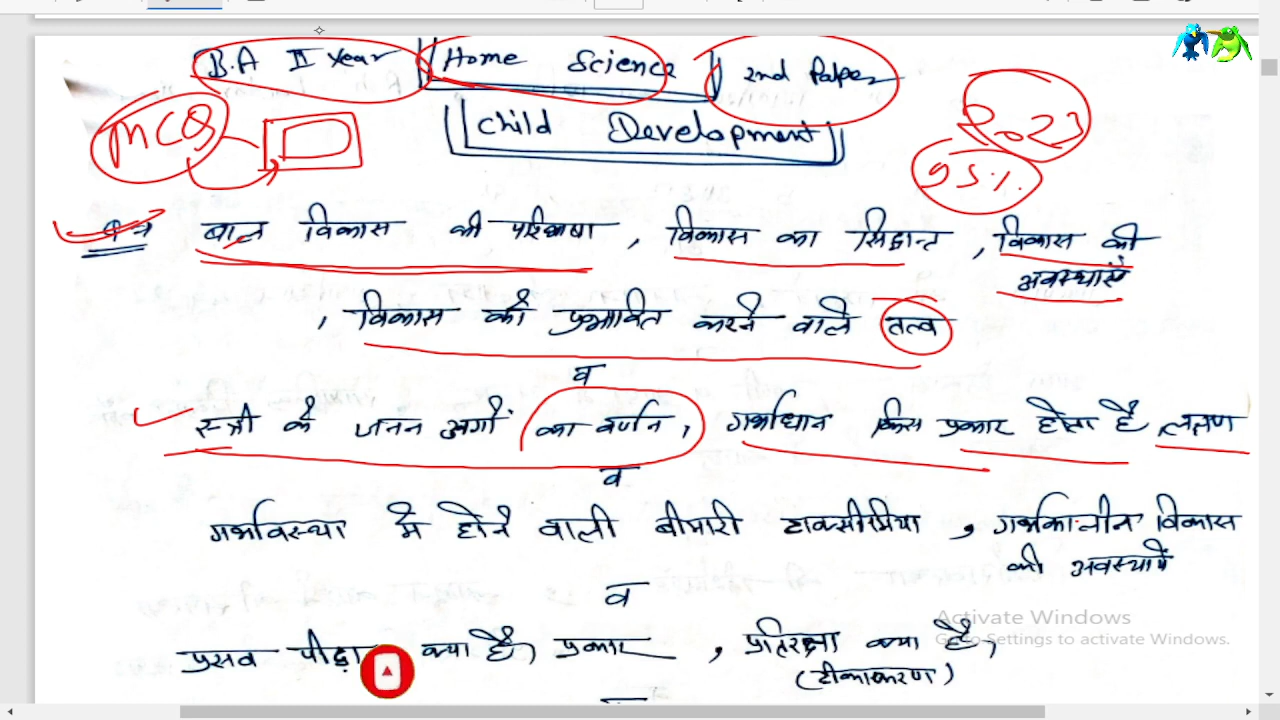 B.A II Year Home Science 2nd Paper
MCQ 2023
Child Development
95%
बाल विकास की परिभाषा, विकास का सिद्धान्त, विकास की
अवस्थाऐं
, विकास को प्रभावित करने वाले तत्व
व
स्त्री के जनन अंगों का वर्णन, गर्भाधान किस प्रकार होता है लक्षण
व
गर्भावस्था में होने वाली बीमारी टाक्सीमिया, गर्भकालीन विकास
की अवस्थायें
व
Activate Windows
Go to Settings to activate Windows.
प्रसव पीढ़ा क्या है, प्रकार, प्रतिरक्षा क्या है,
(टीकाकरण)